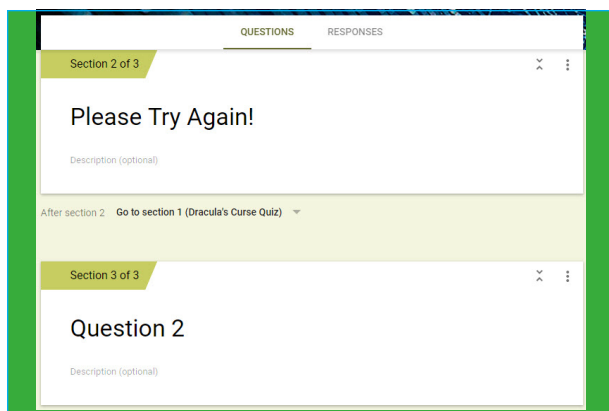 QUESTIONS RESPONSES
Section 2 of 3
Please Try Again!
Description (optional)
After section 2 Go to section 1 (Dracula's Curse Quiz)
Section 3 of 3
Question 2
Description (optional)